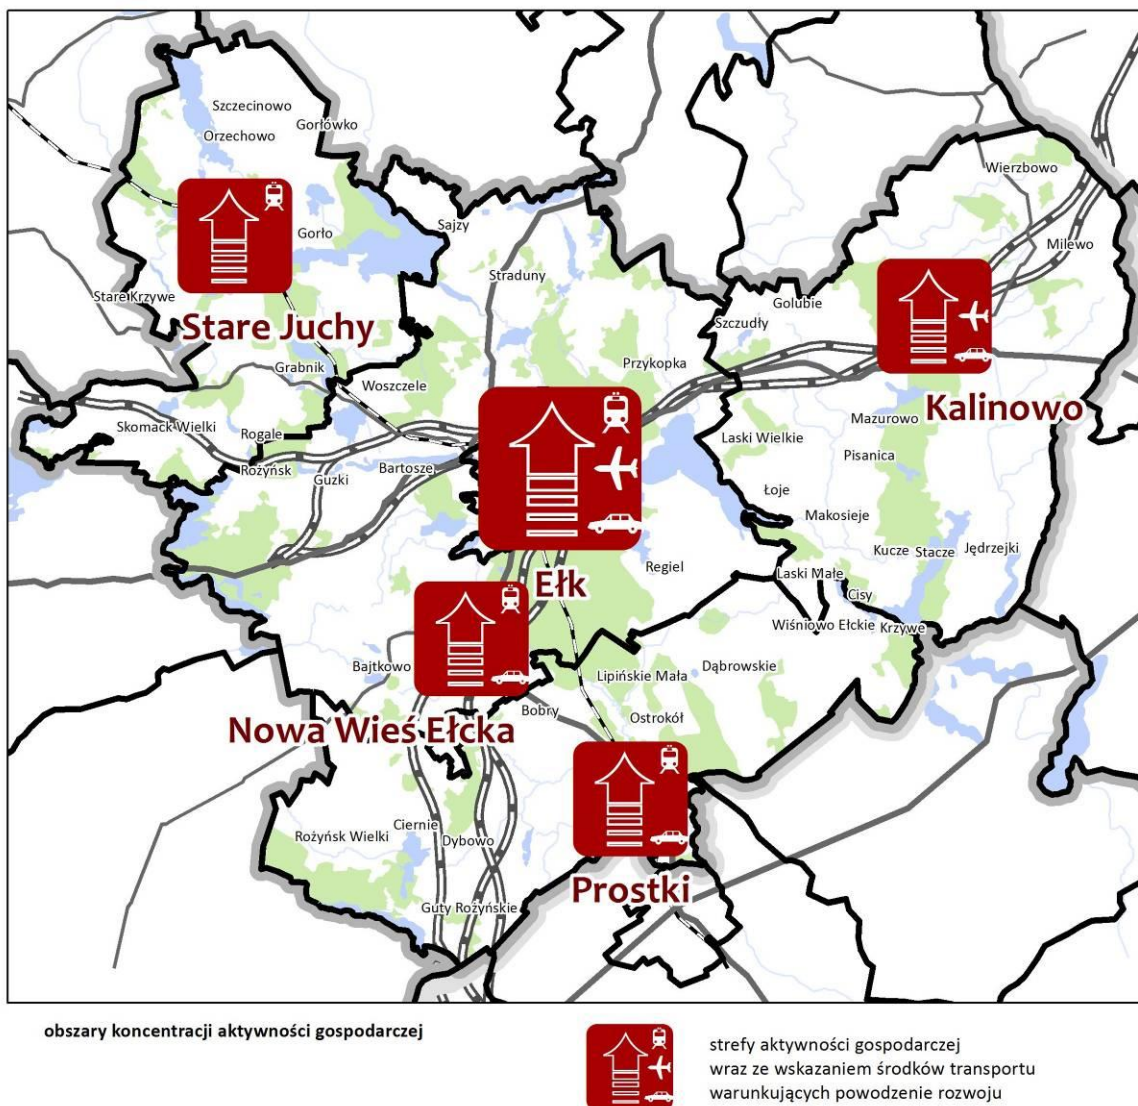 Szczecinowo
Gorłówko
Orzechowo
Wierzbowo
Sajzy
Gorło
Milewo
Straduny
Stare Krzywe
Golubie
Stare Juchy
Szczudły
Grabnik
Przykopka
Woszczele
Kalinowo
Mazurowo
Skomack Wielki
Rogale
Laski Wielkie
Pisanica
Rożyńsk
Bartosze
Guzki
Łoje
Makosieje
Kucze
Stacze
Jędrzejki
Regiel
Laski Małe
Ełk
Cisy
Wiśniowo Ełckie
Krzywe
Bajtkowo
Dąbrowskie
Lipińskie Mała
Bobry
Ostrokół
Nowa Wieś Ełcka
Ciernie
Rożyńsk Wielki
Dybowo
Prostki
Guty Rożyńskie
obszary koncentracji aktywności gospodarczej
strefy aktywności gospodarczej
wraz ze wskazaniem środków transportu
warunkujących powodzenie rozwoju